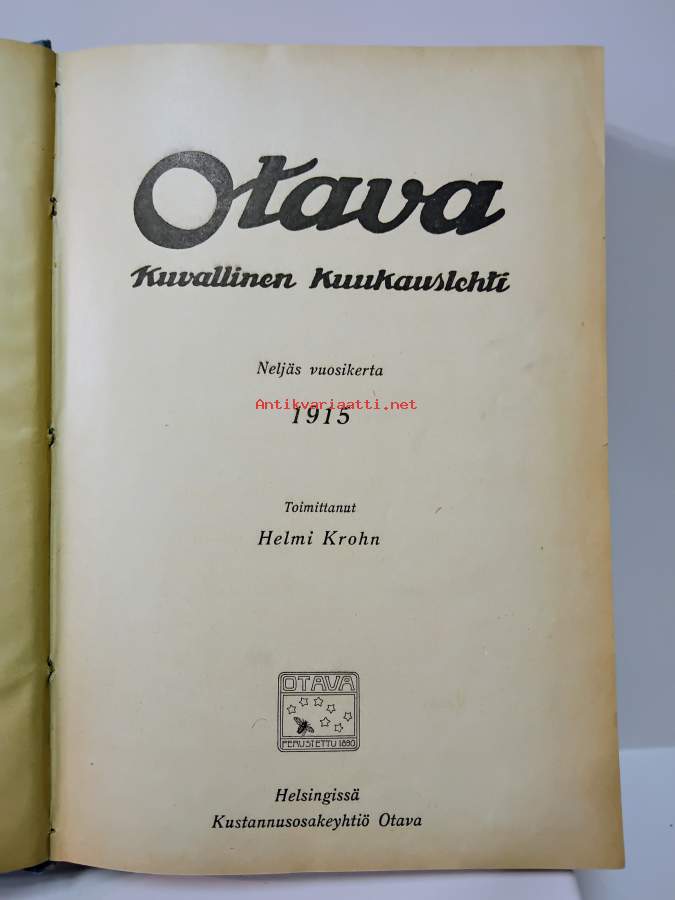 Otava
Kuvallinen Kuukauslehti
Neljäs vuosikerta
Antikvariaatti.net
1915
Toimittanut
Helmi Krohn
OTAVA
PERUSTETTU 1890
Helsingissä
Kustannusosakeyhtiö Otava